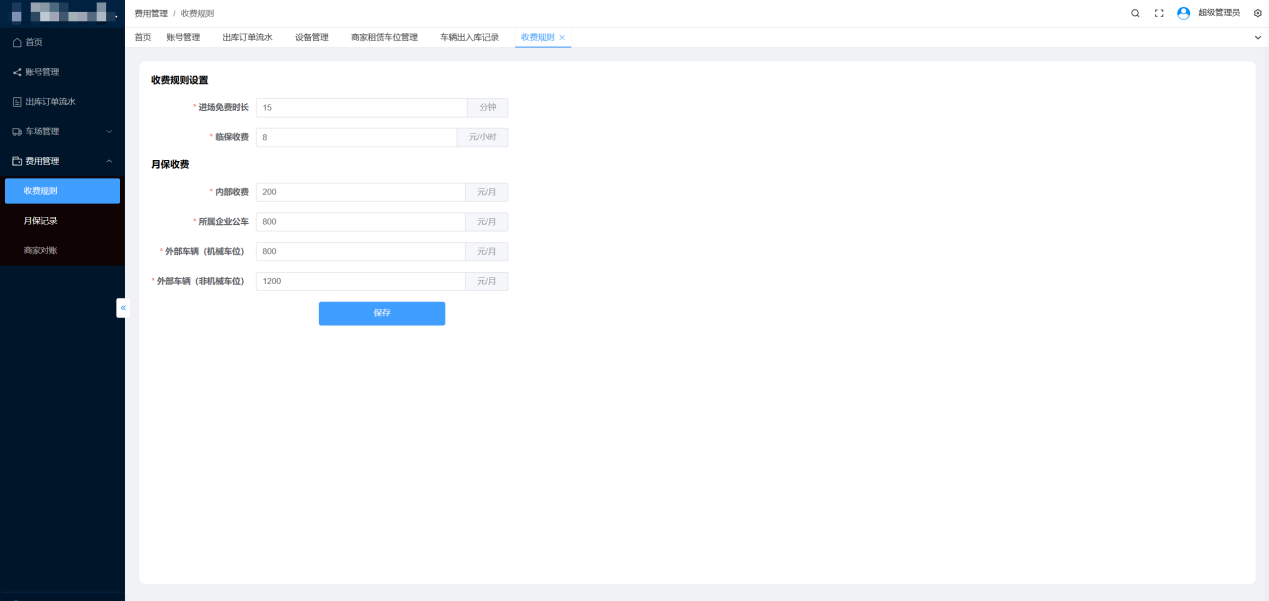 费用管理 / 收费规则
超级管理员
首页 账号管理 出库订单流水 设备管理 商家租赁车位管理 车辆出入库记录 收费规则 ×
首页
账号管理
出库订单流水
车场管理
费用管理
收费规则
月保记录
商家对账
收费规则设置
* 进场免费时长 15 分钟
* 临保收费 8 元/小时
月保收费
* 内部收费 200 元/月
* 所属企业公车 800 元/月
* 外部车辆（机械车位） 800 元/月
* 外部车辆（非机械车位） 1200 元/月
保存